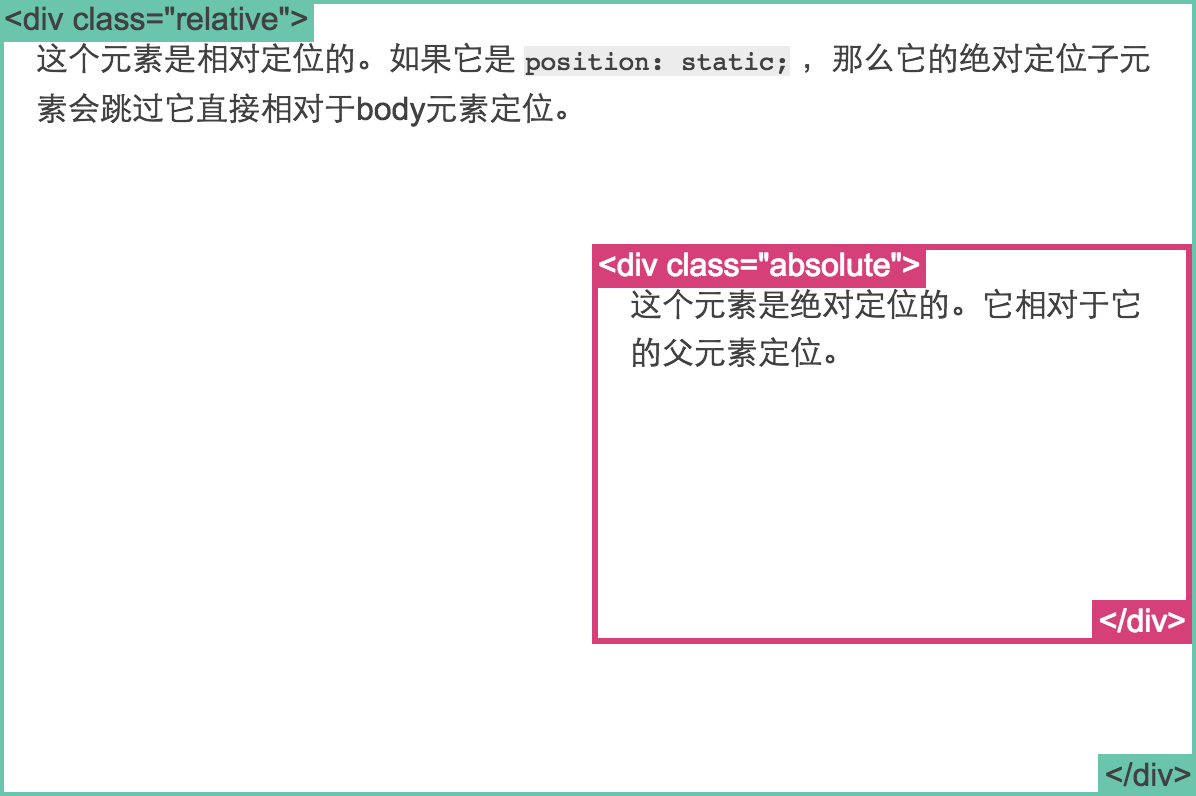 <div class="relative">
这个元素是相对定位的。如果它是 position: static; ，那么它的绝对定位子元
素会跳过它直接相对于body元素定位。
<div class="absolute">
这个元素是绝对定位的。它相对于它
的父元素定位。
</div>
</div>